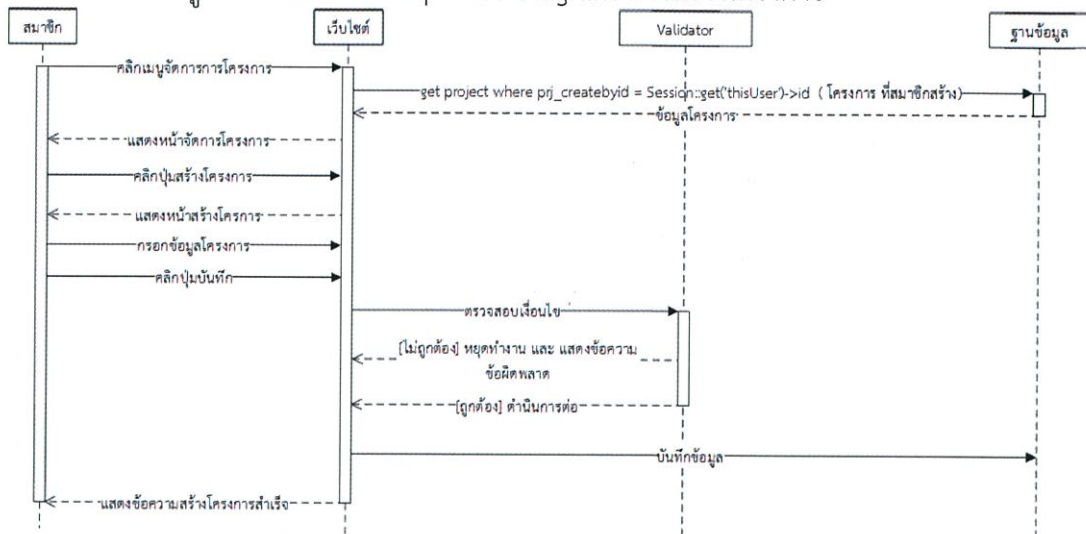 สมาชิก
เว็บไซต์
Validator
ฐานข้อมูล
คลิกเมนูจัดการการโครงการ
get project where prj_createbyid = Session::get('thisUser')->id ( โครงการ ที่สมาชิกสร้าง)
ข้อมูลโครงการ
แสดงหน้าจัดการโครงการ
คลิกปุ่มสร้างโครงการ
แสดงหน้าสร้างโครการ
กรอกข้อมูลโครงการ
คลิกปุ่มบันทึก
ตรวจสอบเงื่อนไข
[ไม่ถูกต้อง] หยุดทำงาน และ แสดงข้อความ
ข้อผิดพลาด
[ถูกต้อง] ดำเนินการต่อ
บันทึกข้อมูล
แสดงข้อความสร้างโครงการสำเร็จ